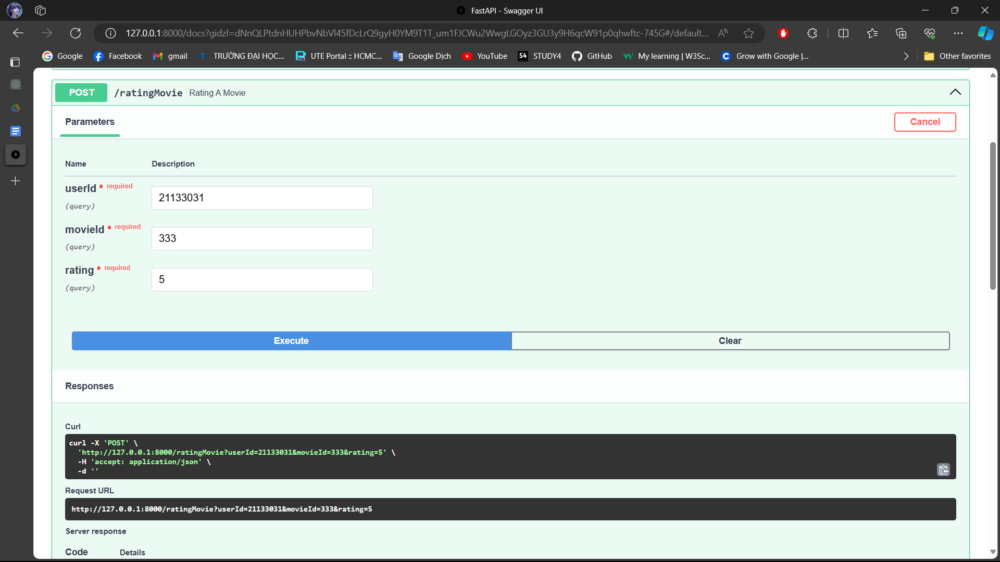 FastAPI - Swagger UI
127.0.0.1:8000/docs?gidzl=dNnQLPtdnHUHPbvNbVl45fDcLrQ9gyH0YM9T1T_um1FJCWu2WwgLGOyz3GU3y9H6qcW91p0qhwftc-745G#/default...
Google Facebook gmail TRƯỜNG ĐẠI HỌC... UTE Portal :: HCMC... Google Dịch YouTube S4 STUDY4 GitHub My learning | W3Sc... Grow with Google |... Other favorites
POST /ratingMovie Rating A Movie
Parameters Cancel
Name Description
userId * required
(query)
21133031
movieId * required
(query)
333
rating * required
(query)
5
Execute Clear
Responses
Curl
curl -X 'POST' \
'http://127.0.0.1:8000/ratingMovie?userId=21133031&movieId=333&rating=5' \
-H 'accept: application/json' \
-d ''
Request URL
http://127.0.0.1:8000/ratingMovie?userId=21133031&movieId=333&rating=5
Server response
Code Details